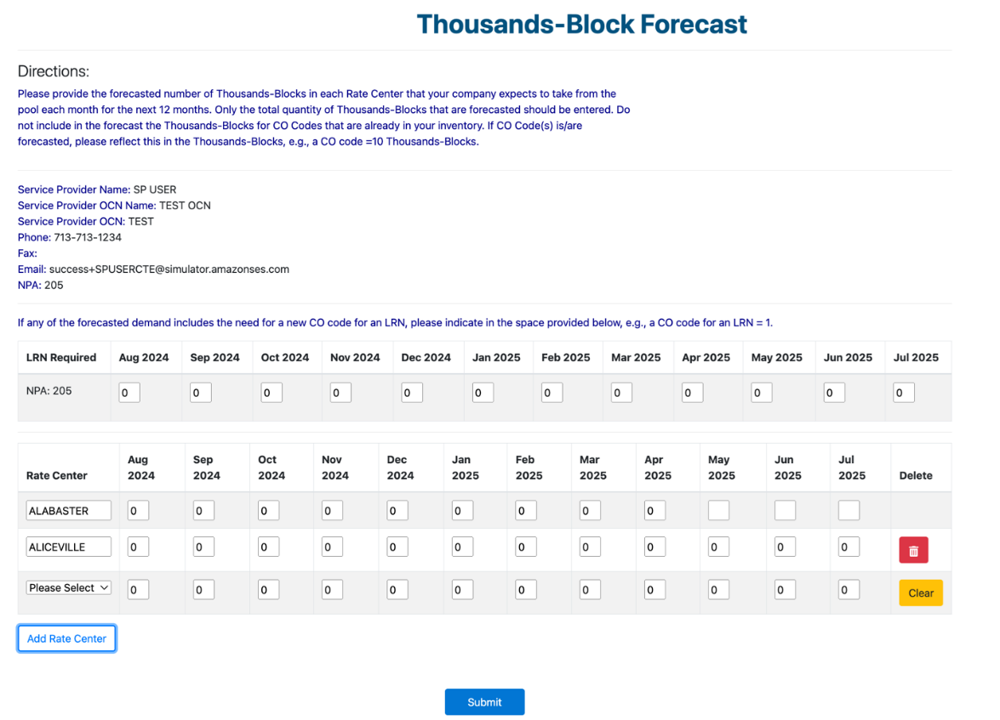 Thousands-Block Forecast
Directions:
Please provide the forecasted number of Thousands-Blocks in each Rate Center that your company expects to take from the
pool each month for the next 12 months. Only the total quantity of Thousands-Blocks that are forecasted should be entered. Do
not include in the forecast the Thousands-Blocks for CO Codes that are already in your inventory. If CO Code(s) is/are
forecasted, please reflect this in the Thousands-Blocks, e.g., a CO code =10 Thousands-Blocks.
Service Provider Name: SP USER
Service Provider OCN Name: TEST OCN
Service Provider OCN: TEST
Phone: 713-713-1234
Fax:
Email: success+SPUSERCTE@simulator.amazonses.com
NPA: 205
If any of the forecasted demand includes the need for a new CO code for an LRN, please indicate in the space provided below, e.g., a CO code for an LRN = 1.
LRN Required Aug 2024 Sep 2024 Oct 2024 Nov 2024 Dec 2024 Jan 2025 Feb 2025 Mar 2025 Apr 2025 May 2025 Jun 2025 Jul 2025
NPA: 205 0 0 0 0 0 0 0 0 0 0 0 0
Rate Center Aug 2024 Sep 2024 Oct 2024 Nov 2024 Dec 2024 Jan 2025 Feb 2025 Mar 2025 Apr 2025 May 2025 Jun 2025 Jul 2025 Delete
ALABASTER 0 0 0 0 0 0 0 0 0
ALICEVILLE 0 0 0 0 0 0 0 0 0 0 0 0
Please Select 0 0 0 0 0 0 0 0 0 0 0 0 Clear
Add Rate Center
Submit